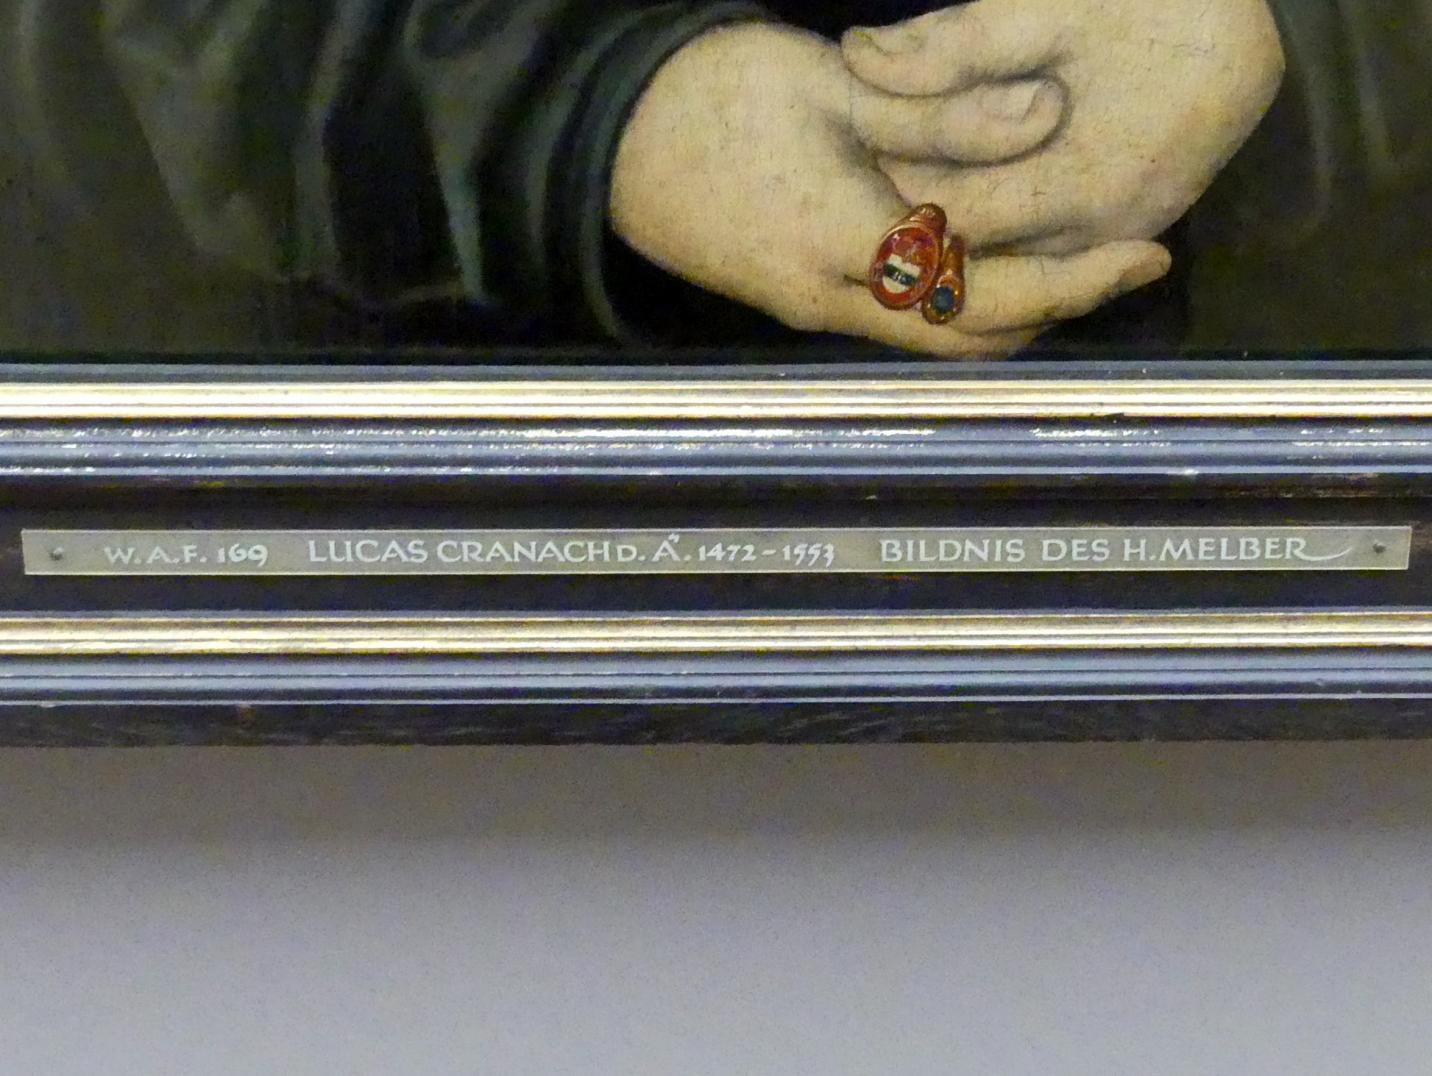 W.A.F. 169 LUCAS CRANACH D. Ä. 1472-1553 BILDNIS DES H. MELBER